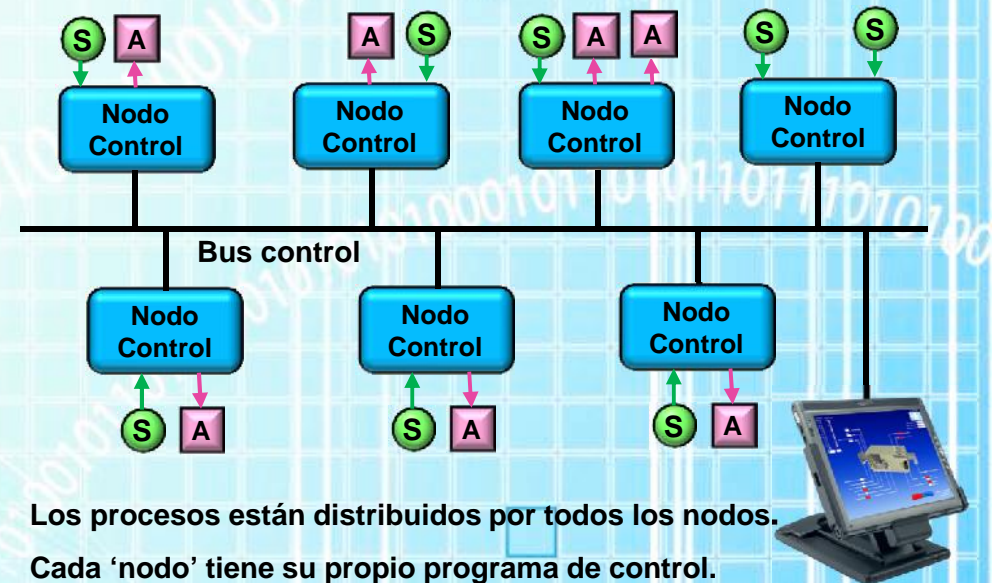 S A A S S A A S S
Nodo Nodo Nodo Nodo
Control Control Control Control
Bus control
Nodo Nodo Nodo
Control Control Control
S A S A S A
Los procesos están distribuidos por todos los nodos.
Cada ‘nodo’ tiene su propio programa de control.